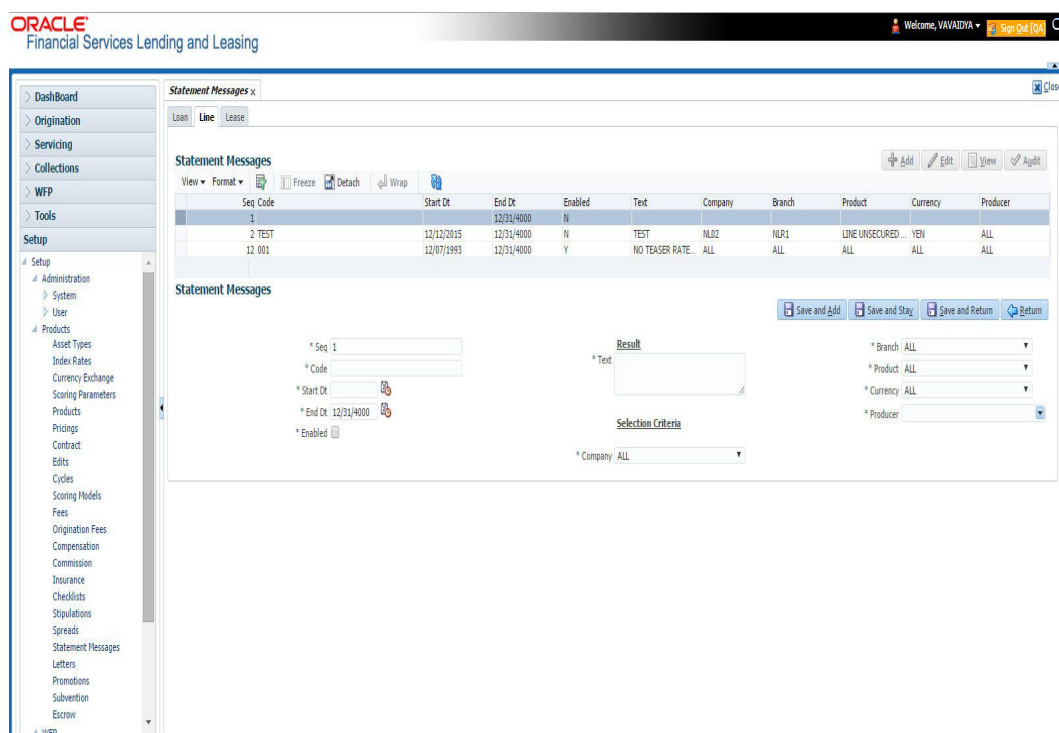 ORACLE
Financial Services Lending and Leasing
Welcome, VAVAIDYA
Sign Out [QA]
DashBoard
Origination
Servicing
Collections
WFP
Tools
Setup
Setup
Administration
System
User
Products
Asset Types
Index Rates
Currency Exchange
Scoring Parameters
Products
Pricings
Contract
Edits
Cycles
Scoring Models
Fees
Origination Fees
Compensation
Commission
Insurance
Checklists
Stipulations
Spreads
Statement Messages
Letters
Promotions
Subvention
Escrow
WFP
Statement Messages x
Close
Loan Line Lease
Statement Messages
Add Edit View Audit
View Format Freeze Detach Wrap
Seq Code Start Dt End Dt Enabled Text Company Branch Product Currency Producer
1 12/31/4000 N
2 TEST 12/12/2015 12/31/4000 N TEST NL02 NLR1 LINE UNSECURED ... YEN ALL
12 001 12/07/1993 12/31/4000 Y NO TEASER RATE... ALL ALL ALL ALL ALL
Statement Messages
Save and Add Save and Stay Save and Return Return
* Seq 1
* Code
* Start Dt
* End Dt 12/31/4000
* Enabled
Result
* Text
Selection Criteria
* Company ALL
* Branch ALL
* Product ALL
* Currency ALL
* Producer